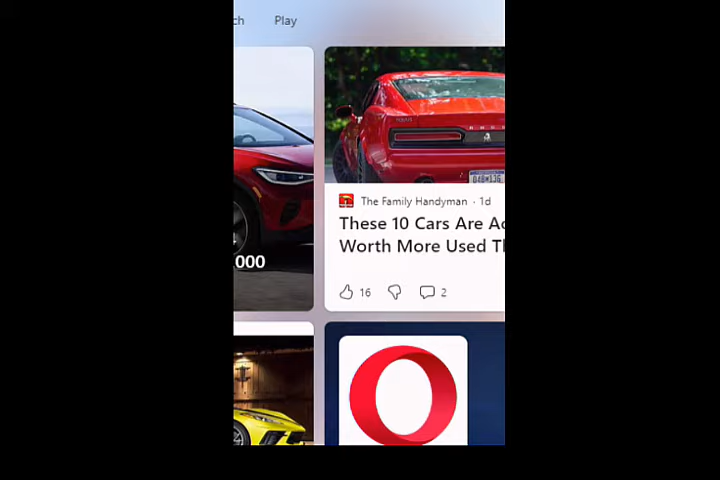 Play
The Family Handyman · 1d
These 10 Cars Are
Worth More Used
000
16
2